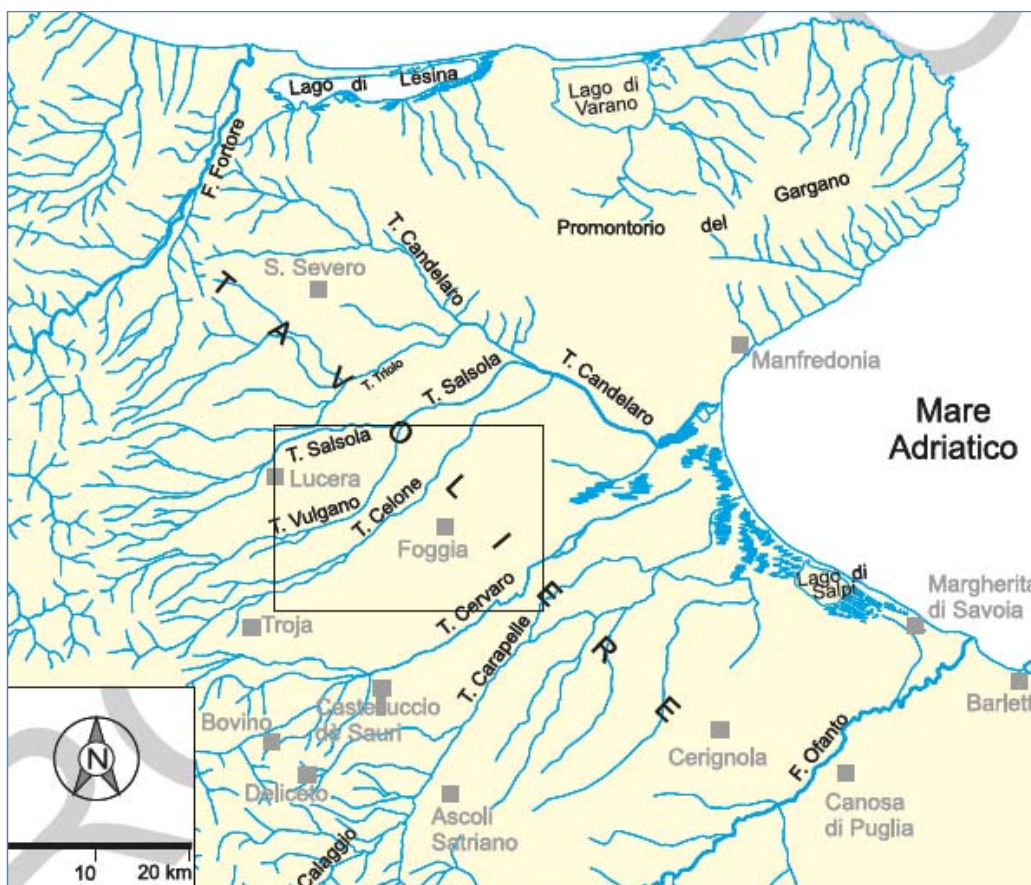 Lago di Lesina
Lago di
Varano
F. Fortore
Gargano
Promontorio del
T. Candelaro
S. Severo
TAVOLIERE
Manfredonia
T. Triolo
T. Salsola
T. Candelaro
Mare
Adriatico
T. Salsola
Lucera
T. Vulgano
T. Celone
Foggia
Lago di
Salpi
Margherita
di Savoia
T. Cervaro
Troja
T. Carapelle
Barlett
Castelluccio
de Sauri
Bovino
Cerignola
F. Ofanto
N
Deliceto
Ascoli
Satriano
Canosa
di Puglia
Calaggio
10 20 km